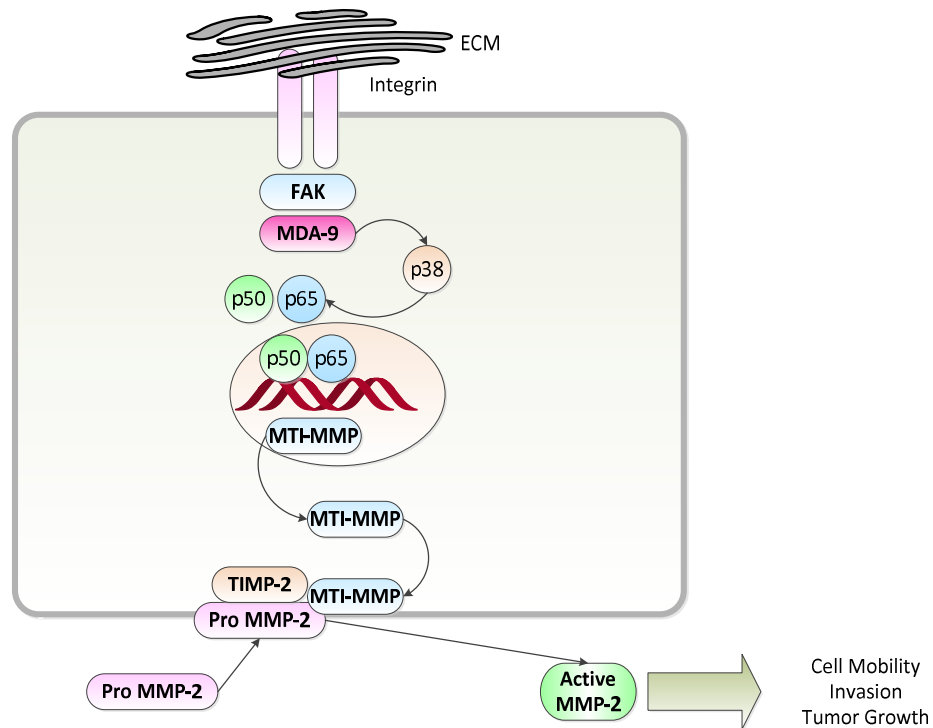 ECM
Integrin
FAK
MDA-9
p38
p50
p65
p50
p65
MTI-MMP
MTI-MMP
TIMP-2
MTI-MMP
Pro MMP-2
Pro MMP-2
Active
MMP-2
Cell Mobility
Invasion
Tumor Growth